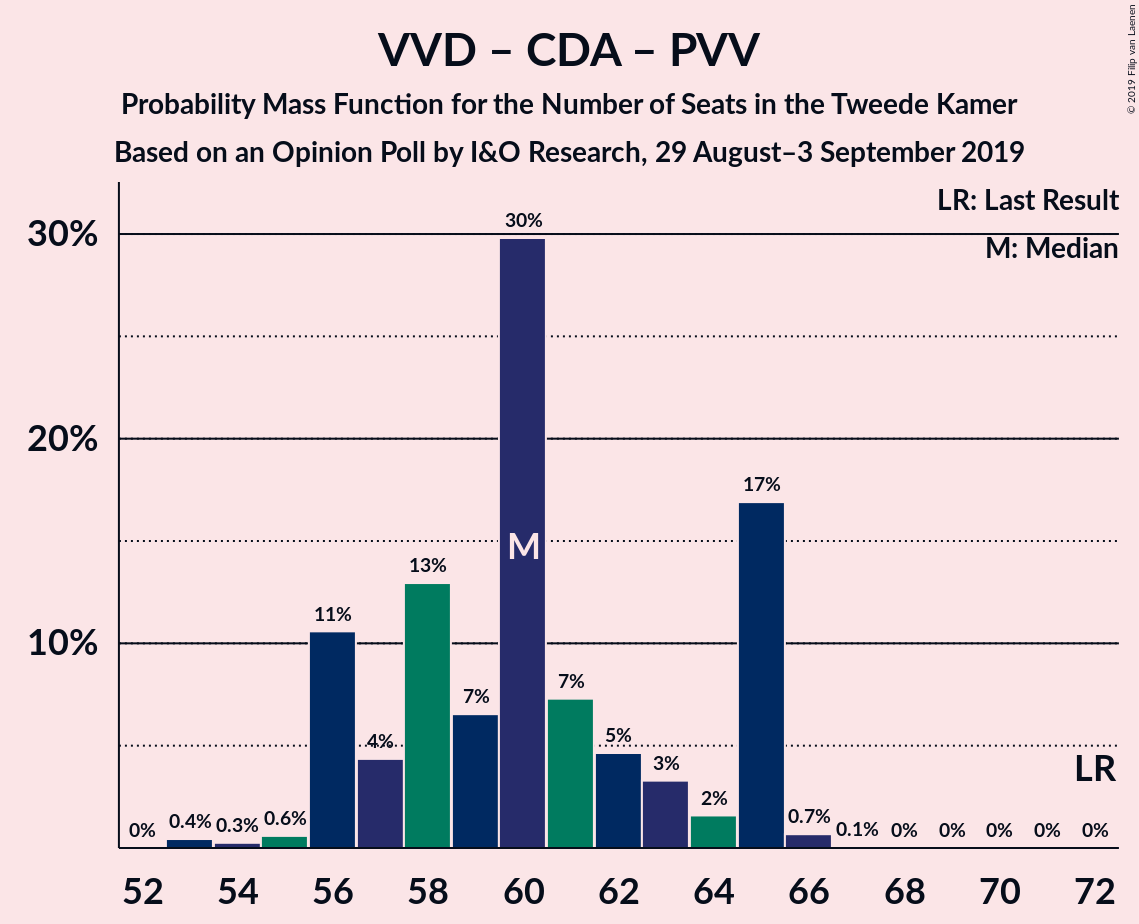 VVD – CDA – PVV
Probability Mass Function for the Number of Seats in the Tweede Kamer
Based on an Opinion Poll by I&O Research, 29 August–3 September 2019
© 2019 Filip van Laenen
LR: Last Result
M: Median
30%
20%
10%
0%
0.4%
0.3%
0.6%
11%
4%
13%
7%
30%
M
7%
5%
3%
2%
17%
0.7%
0.1%
0%
0%
0%
0%
0%
LR
52 54 56 58 60 62 64 66 68 70 72